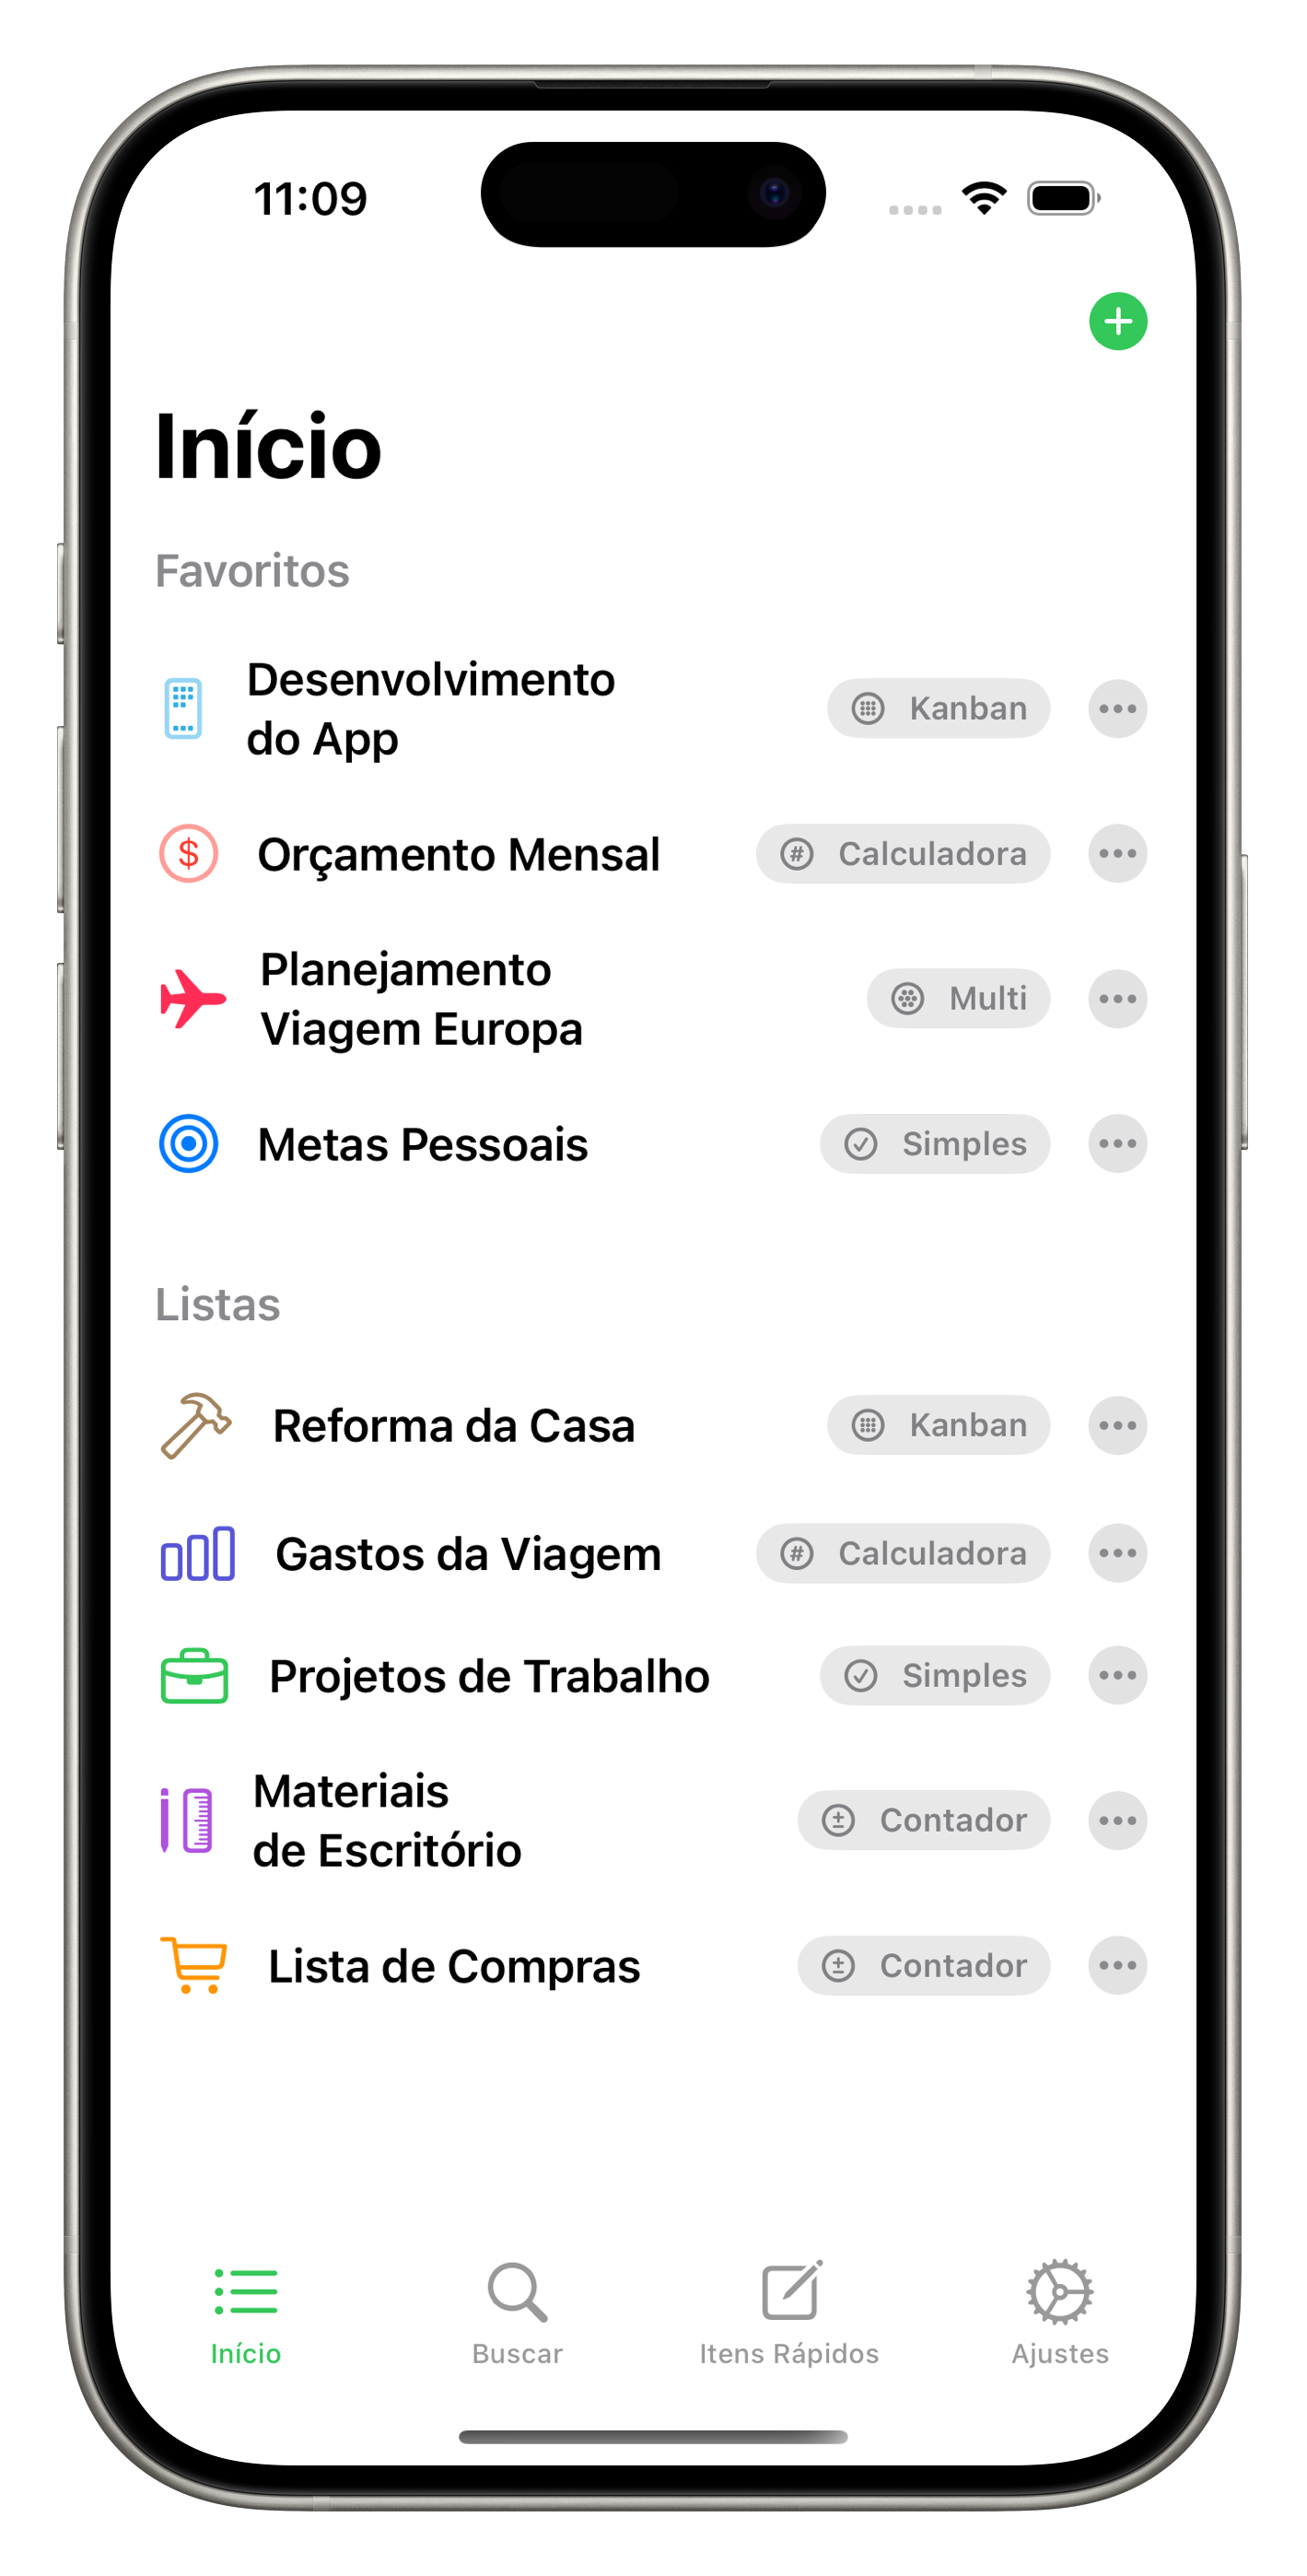 11:09
Início
Favoritos
Desenvolvimento
do App
Kanban
$
Orçamento Mensal
# Calculadora
Planejamento
Viagem Europa
Multi
Metas Pessoais
Simples
Listas
Reforma da Casa
Kanban
Gastos da Viagem
# Calculadora
Projetos de Trabalho
Simples
Materiais
de Escritório
± Contador
Lista de Compras
± Contador
Início
Buscar
Itens Rápidos
Ajustes